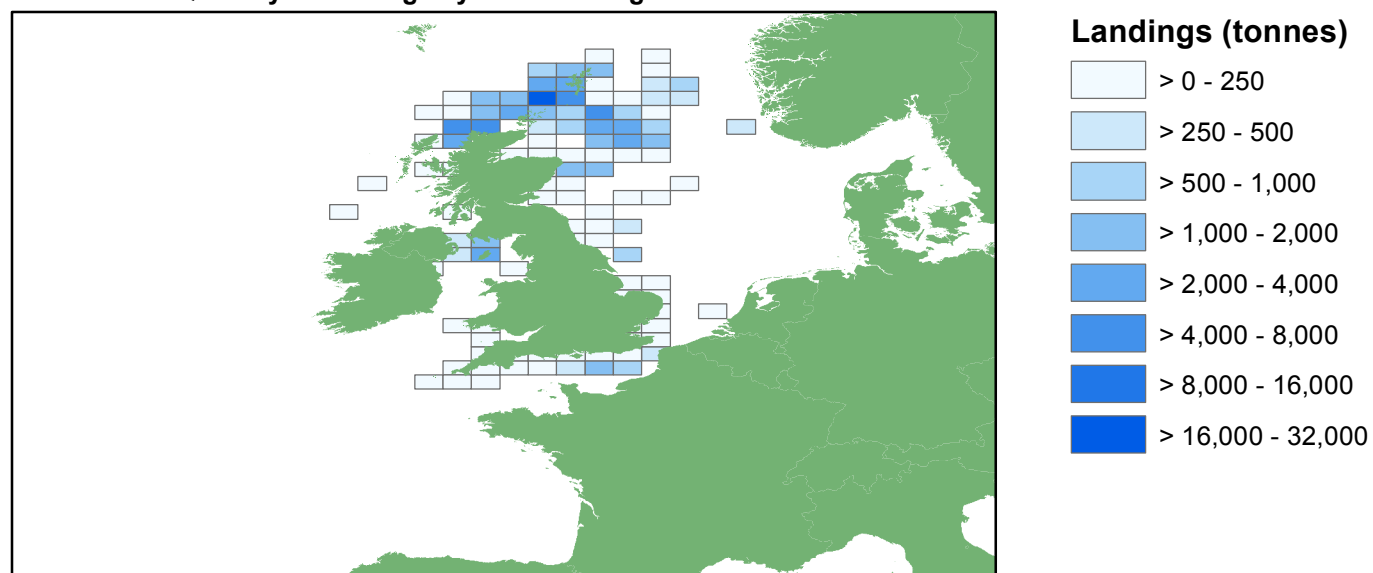 Landings (tonnes)
> 0 - 250
> 250 - 500
> 500 - 1,000
> 1,000 - 2,000
> 2,000 - 4,000
> 4,000 - 8,000
> 8,000 - 16,000
> 16,000 - 32,000